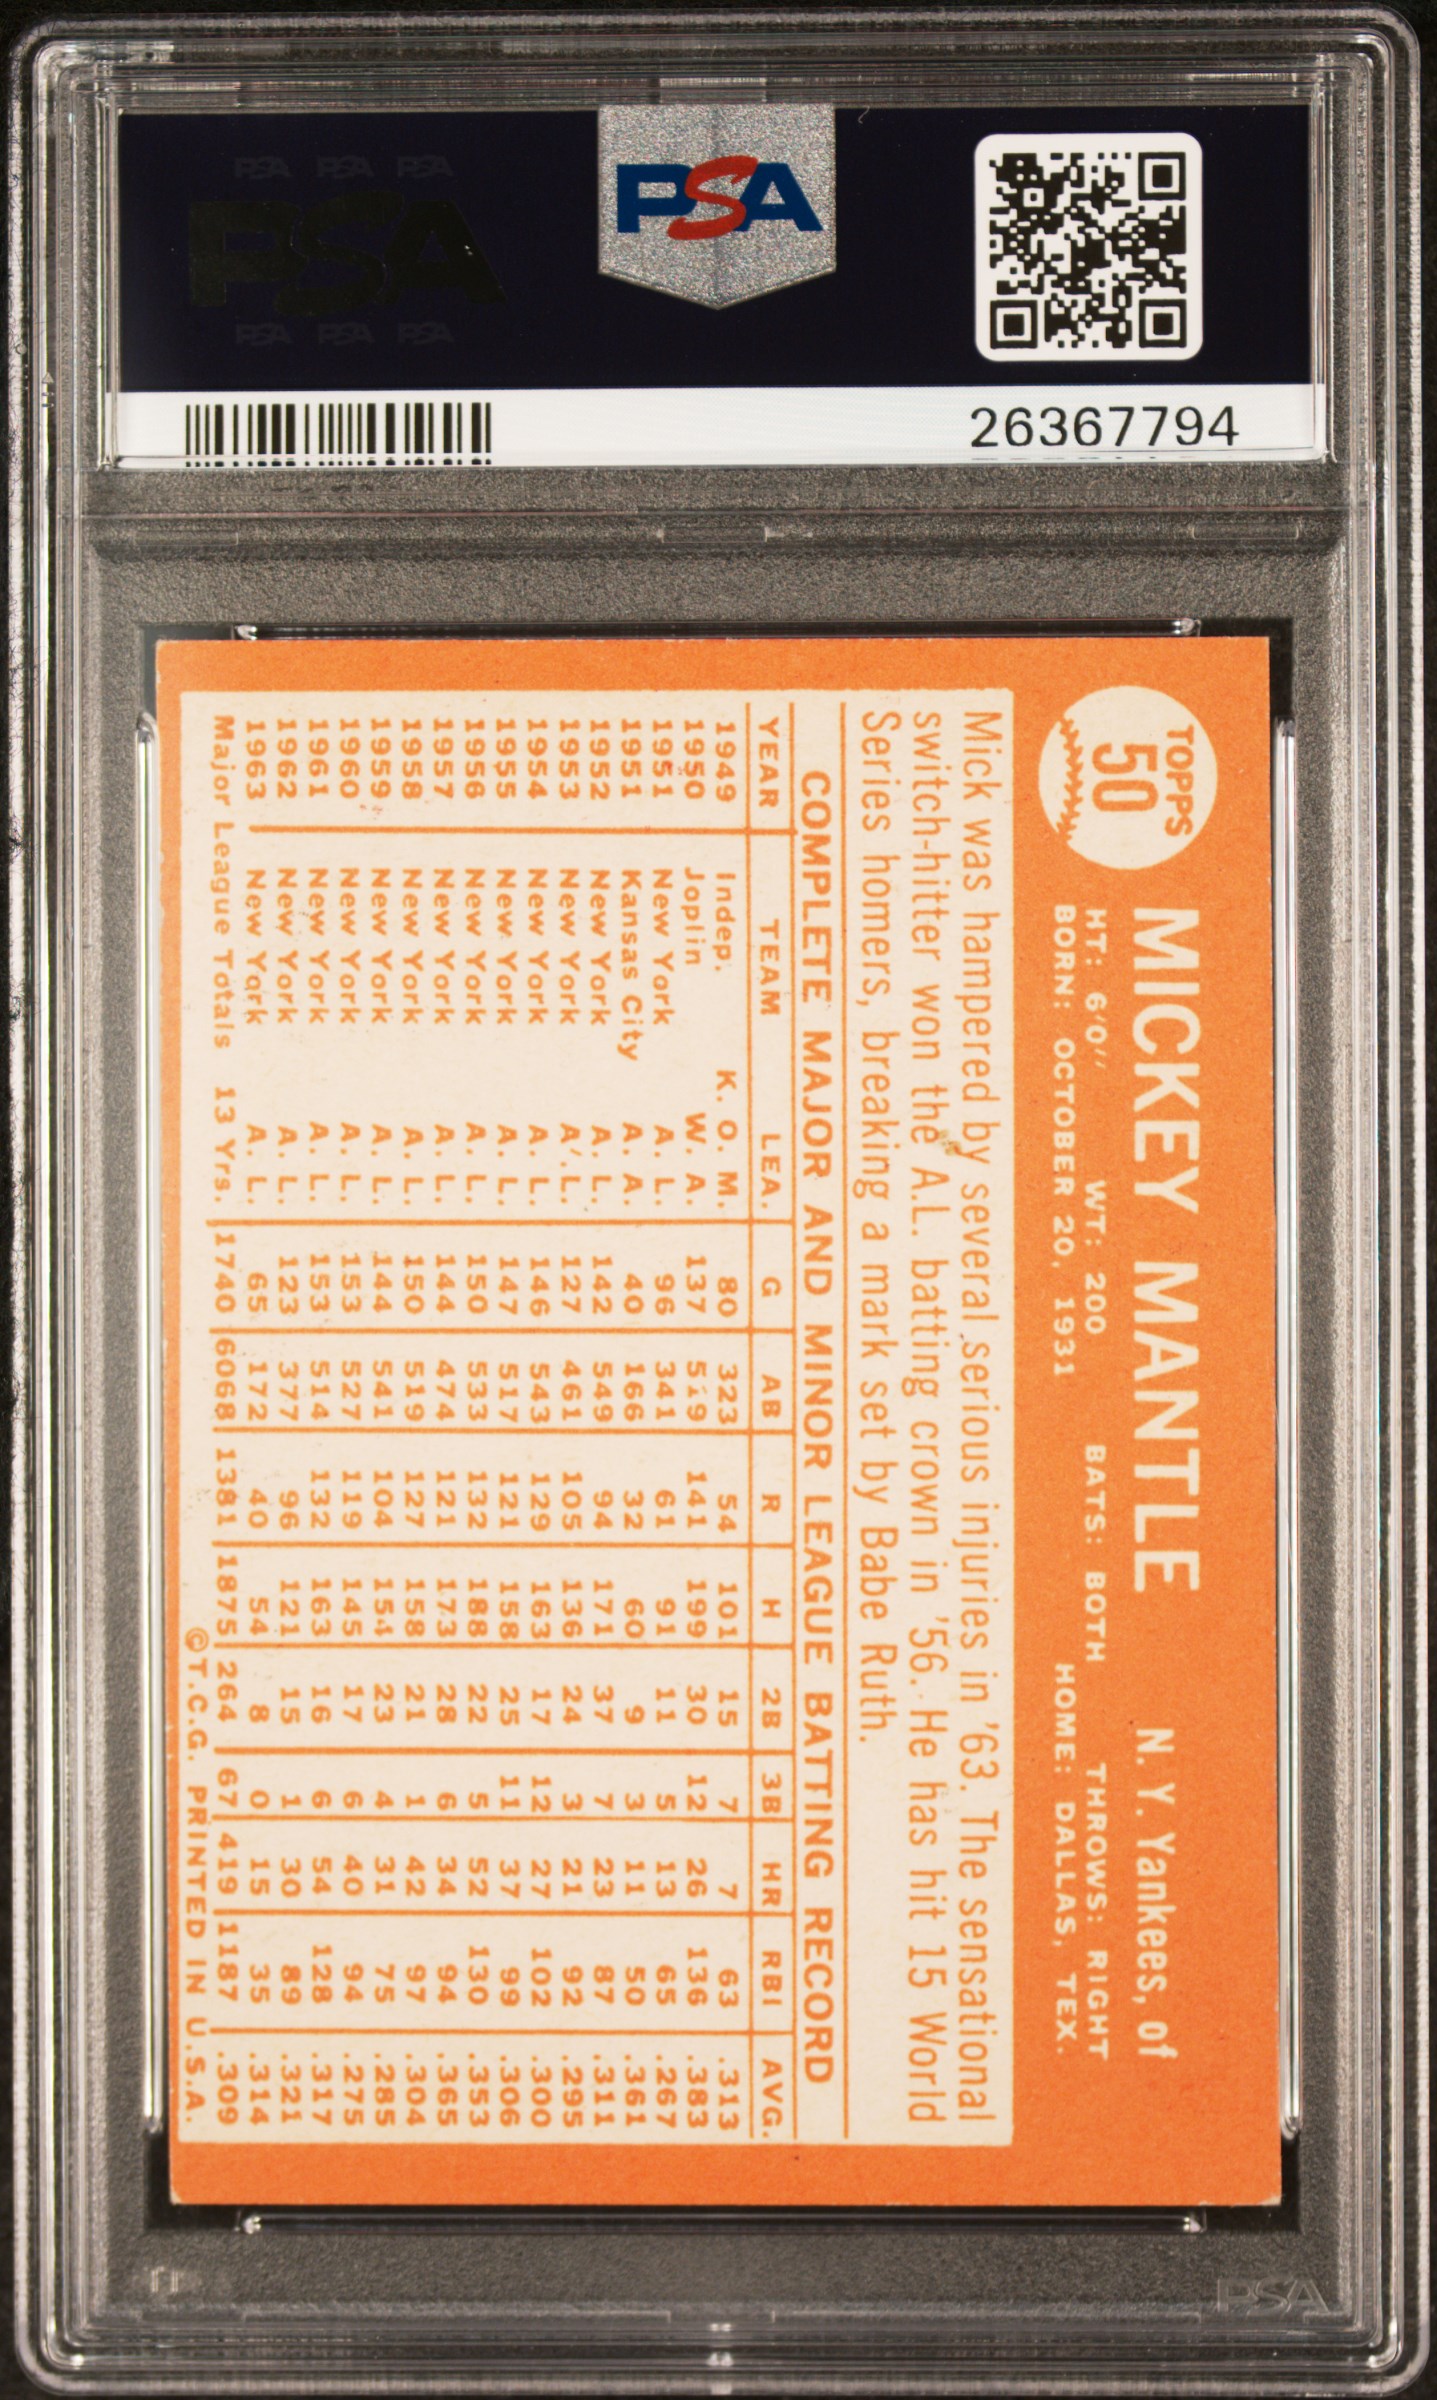 PSA PSA PSA
PSA
PSA PSA PSA
PSA
26367794
TOPPS
50
MICKEY MANTLE N. Y. Yankees, of
HT: 6'0'' WT: 200 BATS: BOTH THROWS: RIGHT
BORN: OCTOBER 20, 1931 HOME: DALLAS, TEX.
Mick was hampered by several serious injuries in '63. The sensational
switch-hitter won the A.L. batting crown in '56. He has hit 15 World
Series homers, breaking a mark set by Babe Ruth.
COMPLETE MAJOR AND MINOR LEAGUE BATTING RECORD
YEAR TEAM LEA. G AB R H 2B 3B HR RBI AVG.
1949 Indep. K. O. M. 80 323 54 101 15 7 7 63 .313
1950 Joplin W. A. 137 519 141 199 30 12 26 136 .383
1951 New York A. L. 96 341 61 91 11 5 13 65 .267
1951 Kansas City A. A. 40 166 32 60 9 3 11 50 .361
1952 New York A. L. 142 549 94 171 37 7 23 87 .311
1953 New York A. L. 127 461 105 136 24 3 21 92 .295
1954 New York A. L. 146 543 129 163 17 12 27 102 .300
1955 New York A. L. 147 517 121 158 25 11 37 99 .306
1956 New York A. L. 150 533 132 188 22 5 52 130 .353
1957 New York A. L. 144 474 121 173 28 6 34 94 .365
1958 New York A. L. 150 519 127 158 21 1 42 97 .304
1959 New York A. L. 144 541 104 154 23 4 31 75 .285
1960 New York A. L. 153 527 119 145 17 6 40 94 .275
1961 New York A. L. 153 514 132 163 16 6 54 128 .317
1962 New York A. L. 123 377 96 121 15 1 30 89 .321
1963 New York A. L. 65 172 40 54 8 0 15 35 .314
Major League Totals 13 Yrs. 1740 6068 1381 1875 264 67 419 1187 .309
©T.C.G. PRINTED IN U.S.A.
PSA